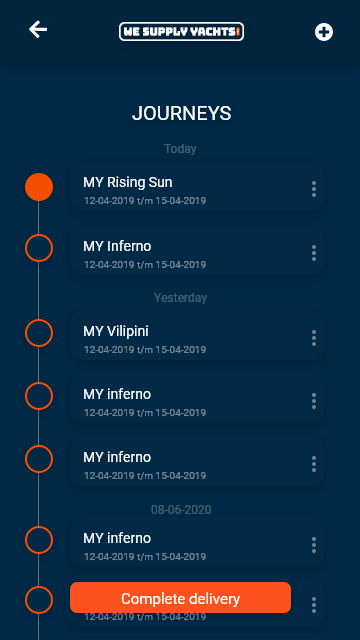 WE SUPPLY YACHTS!
JOURNEYS
Today
MY Rising Sun
12-04-2019 t/m 15-04-2019
MY Inferno
12-04-2019 t/m 15-04-2019
Yesterday
MY Vilipini
12-04-2019 t/m 15-04-2019
MY inferno
12-04-2019 t/m 15-04-2019
MY inferno
12-04-2019 t/m 15-04-2019
08-06-2020
MY inferno
12-04-2019 t/m 15-04-2019
Complete delivery
12-04-2019 t/m 15-04-2019